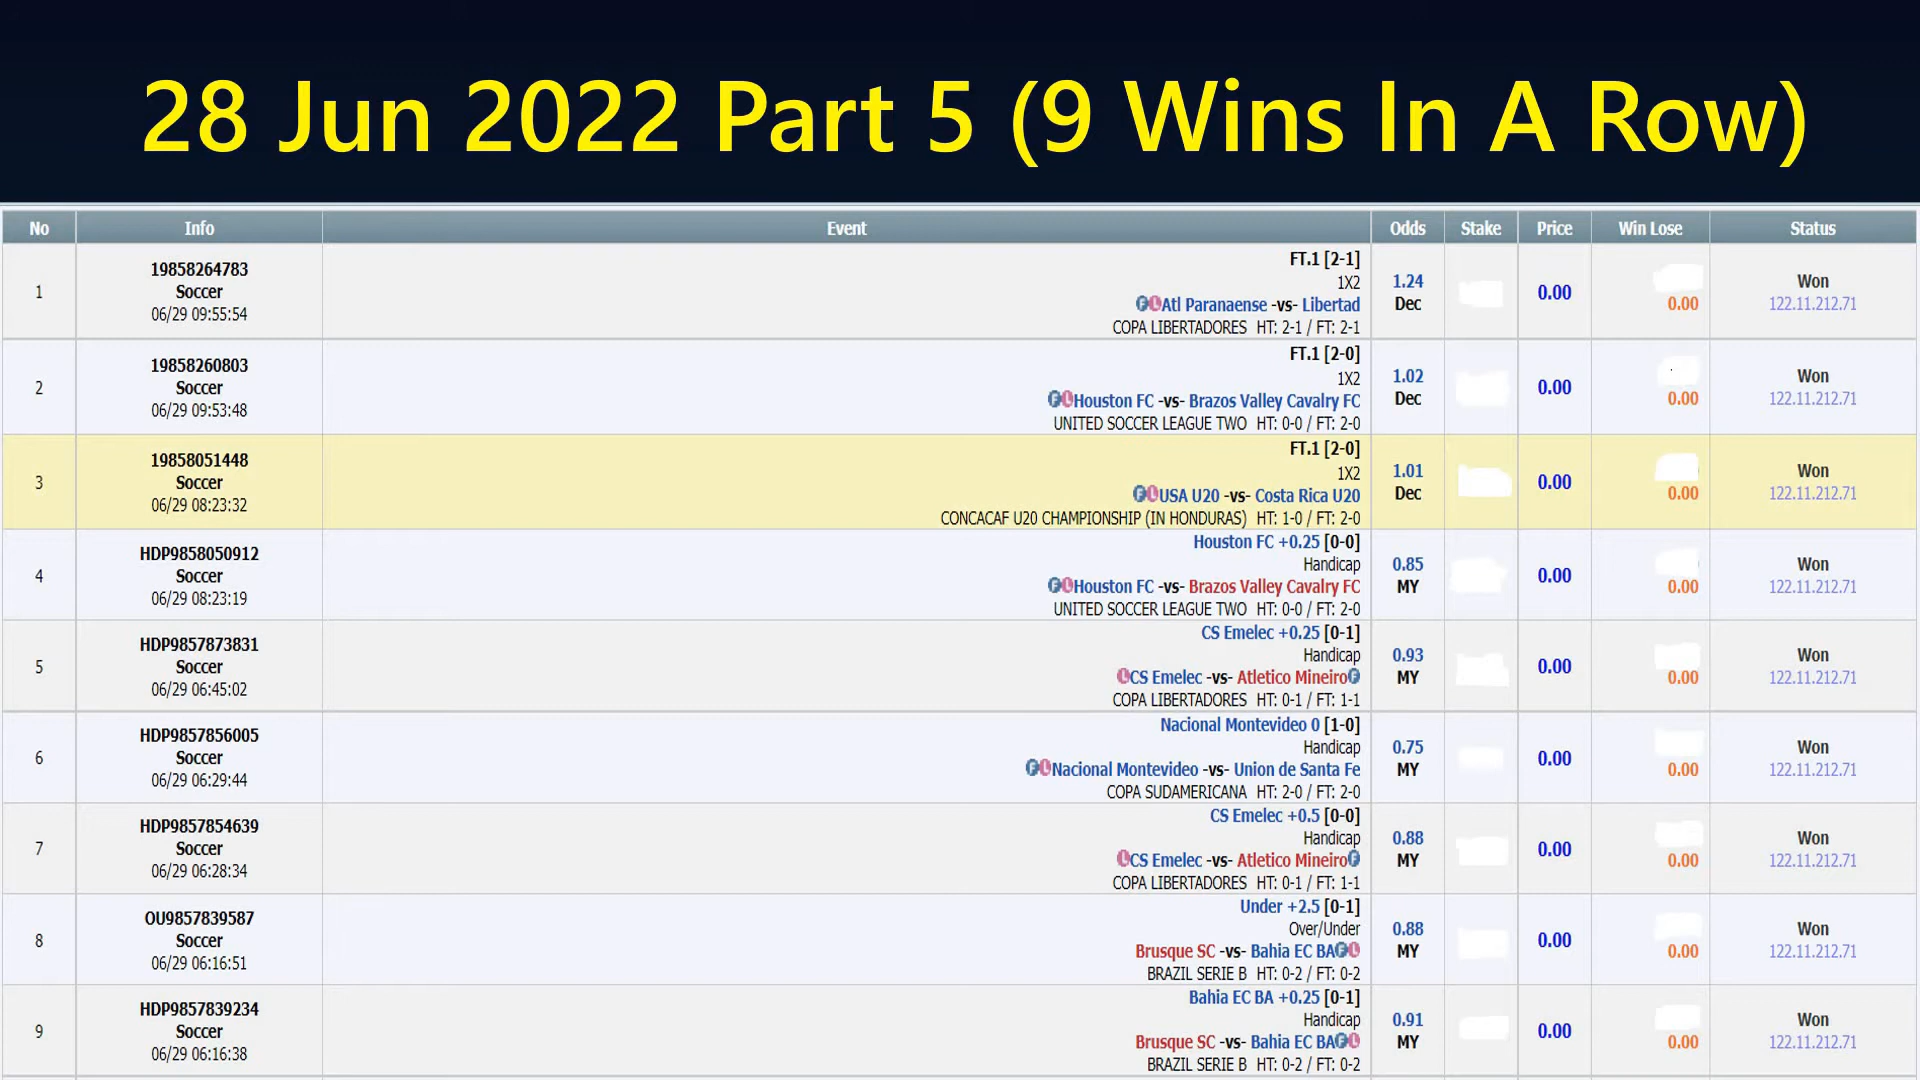 28 Jun 2022 Part 5 (9 Wins In A Row)
No Info Event Odds Stake Price Win Lose Status
1
19858264783
Soccer
06/29 09:55:54
FT.1 [2-1]
1X2
F L Atl Paranaense -vs- Libertad
COPA LIBERTADORES HT: 2-1 / FT: 2-1
1.24
Dec
0.00
0.00
Won
122.11.212.71
2
19858260803
Soccer
06/29 09:53:48
FT.1 [2-0]
1X2
F L Houston FC -vs- Brazos Valley Cavalry FC
UNITED SOCCER LEAGUE TWO HT: 0-0 / FT: 2-0
1.02
Dec
0.00
0.00
Won
122.11.212.71
3
19858051448
Soccer
06/29 08:23:32
FT.1 [2-0]
1X2
F L USA U20 -vs- Costa Rica U20
CONCACAF U20 CHAMPIONSHIP (IN HONDURAS) HT: 1-0 / FT: 2-0
1.01
Dec
0.00
0.00
Won
122.11.212.71
4
HDP9858050912
Soccer
06/29 08:23:19
Houston FC +0.25 [0-0]
Handicap
F L Houston FC -vs- Brazos Valley Cavalry FC
UNITED SOCCER LEAGUE TWO HT: 0-0 / FT: 2-0
0.85
MY
0.00
0.00
Won
122.11.212.71
5
HDP9857873831
Soccer
06/29 06:45:02
CS Emelec +0.25 [0-1]
Handicap
L CS Emelec -vs- Atletico Mineiro F
COPA LIBERTADORES HT: 0-1 / FT: 1-1
0.93
MY
0.00
0.00
Won
122.11.212.71
6
HDP9857856005
Soccer
06/29 06:29:44
Nacional Montevideo 0 [1-0]
Handicap
F L Nacional Montevideo -vs- Union de Santa Fe
COPA SUDAMERICANA HT: 2-0 / FT: 2-0
0.75
MY
0.00
0.00
Won
122.11.212.71
7
HDP9857854639
Soccer
06/29 06:28:34
CS Emelec +0.5 [0-0]
Handicap
L CS Emelec -vs- Atletico Mineiro F
COPA LIBERTADORES HT: 0-1 / FT: 1-1
0.88
MY
0.00
0.00
Won
122.11.212.71
8
OU9857839587
Soccer
06/29 06:16:51
Under +2.5 [0-1]
Over/Under
Brusque SC -vs- Bahia EC BA F L
BRAZIL SERIE B HT: 0-2 / FT: 0-2
0.88
MY
0.00
0.00
Won
122.11.212.71
9
HDP9857839234
Soccer
06/29 06:16:38
Bahia EC BA +0.25 [0-1]
Handicap
Brusque SC -vs- Bahia EC BA F L
BRAZIL SERIE B HT: 0-2 / FT: 0-2
0.91
MY
0.00
0.00
Won
122.11.212.71